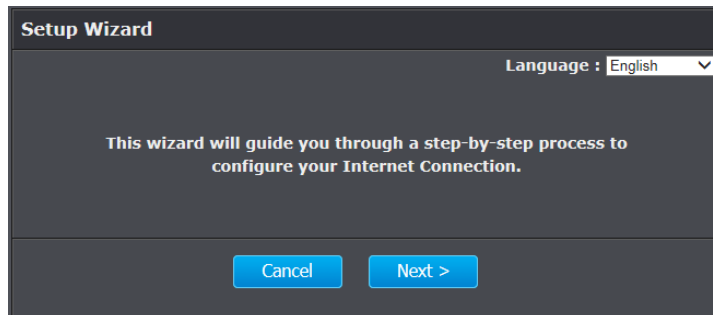 Setup Wizard
Language : English
This wizard will guide you through a step-by-step process to
configure your Internet Connection.
Cancel
Next >